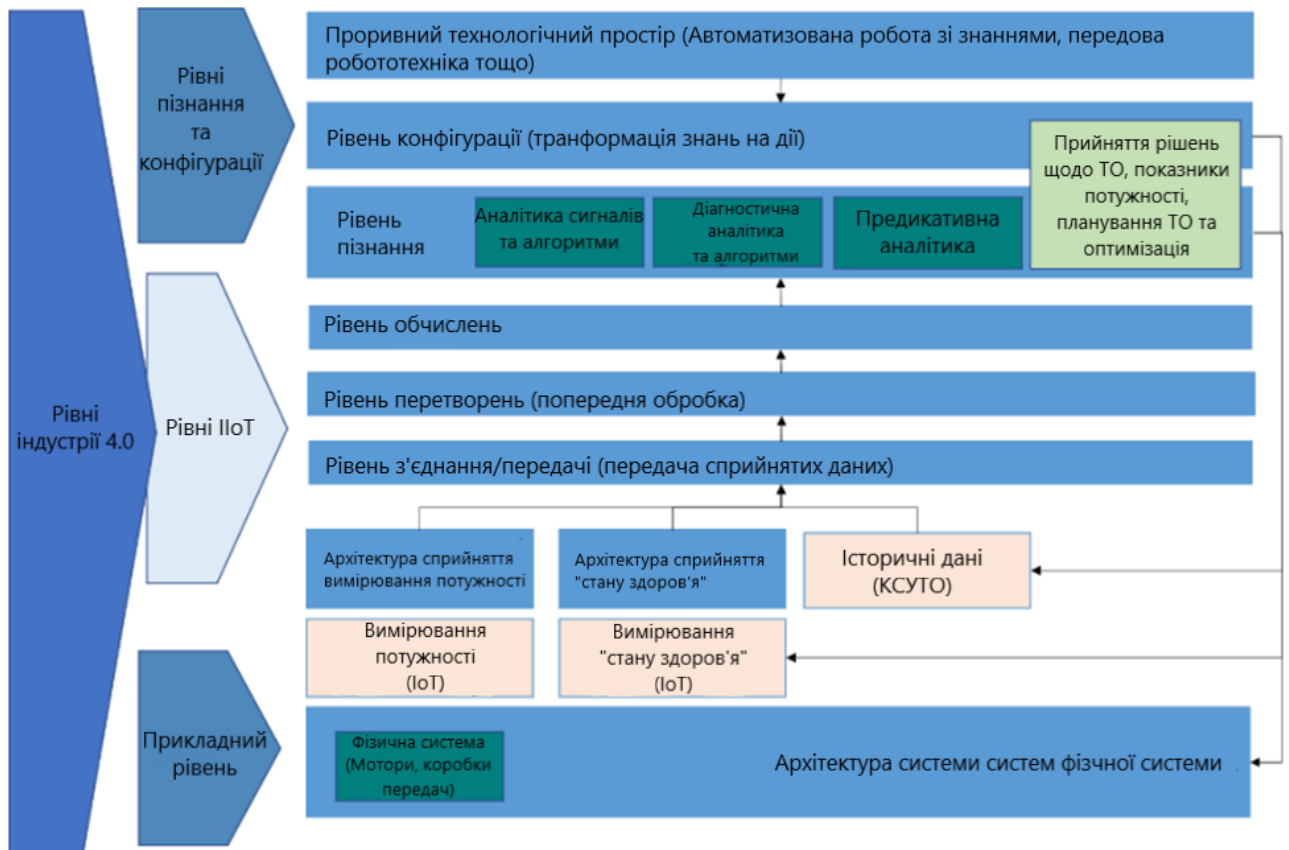 Проривний технологічний простір (Автоматизована робота зі знаннями, передова
робототехніка тощо)
Рівні
пізнання
та
конфігурації
Рівень конфігурації (транформація знань на дії)
Прийняття рішень
щодо ТО, показники
потужності,
планування ТО та
оптимізація
Рівень
пізнання
Аналітика сигналів
та алгоритми
Діагностична
аналітика
та алгоритми
Предикативна
аналітика
Рівень обчислень
Рівень перетворень (попередня обробка)
Рівні
індустрії 4.0
Рівні IIoT
Рівень з'єднання/передачі (передача сприйнятих даних)
Архітектура сприйняття
вимірювання потужності
Архітектура сприйняття
"стану здоров'я"
Історичні дані
(КСУТО)
Вимірювання
потужності
(IoT)
Вимірювання
"стану здоров'я"
(IoT)
Прикладний
рівень
Фізична система
(Мотори, коробки
передач)
Архітектура системи систем фізчної системи